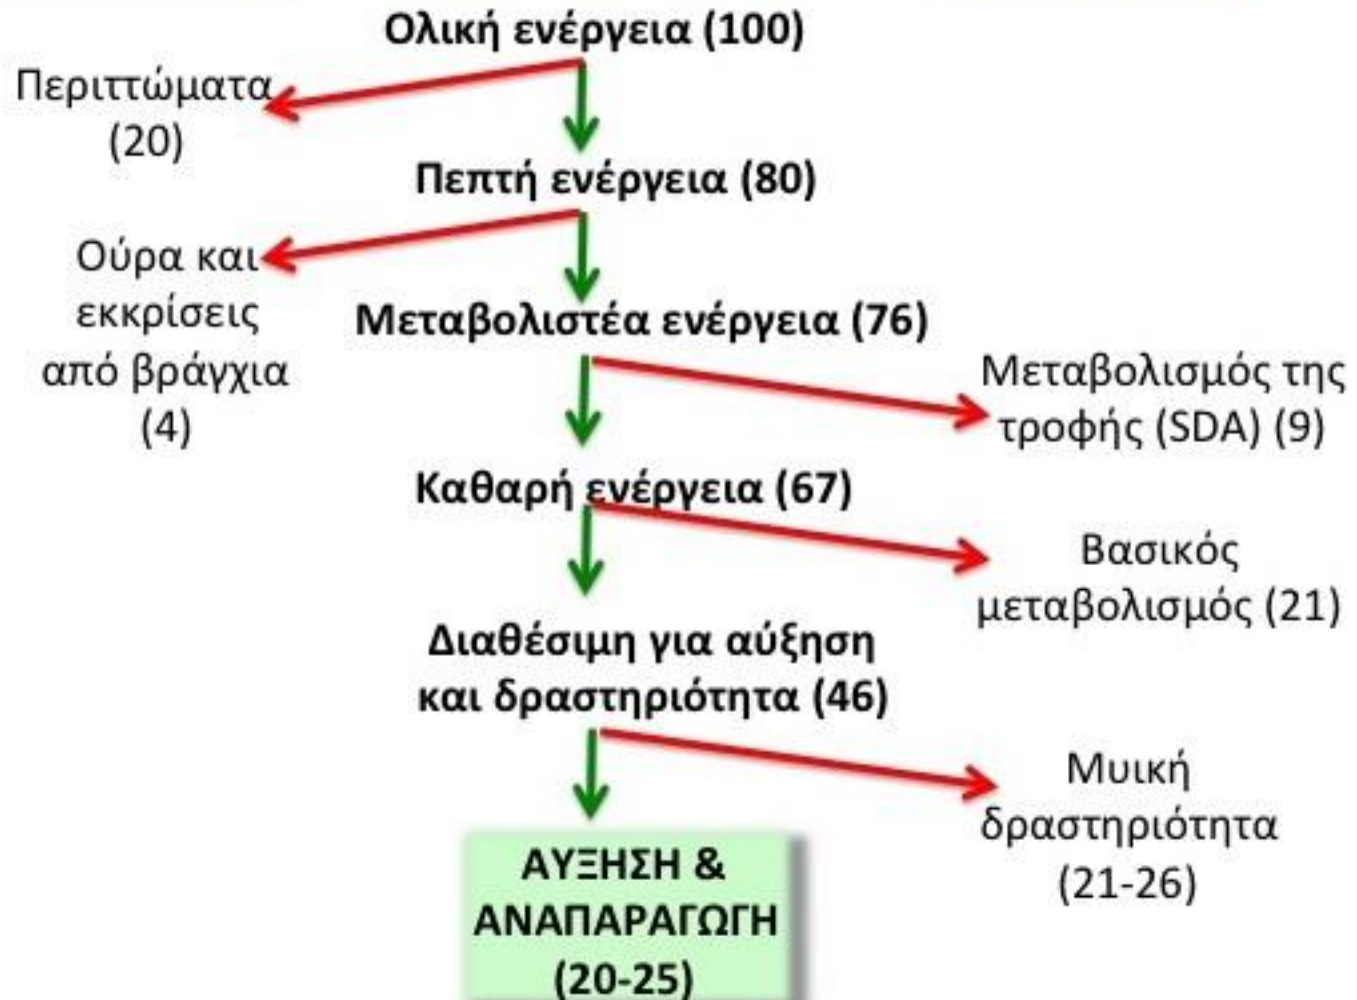 Ολική ενέργεια (100)
Περιττώματα
(20)
Πεπτή ενέργεια (80)
Ούρα και
εκκρίσεις
από βράγχια
(4)
Μεταβολιστέα ενέργεια (76)
Μεταβολισμός της
τροφής (SDA) (9)
Καθαρή ενέργεια (67)
Βασικός
μεταβολισμός (21)
Διαθέσιμη για αύξηση
και δραστηριότητα (46)
Μυική
δραστηριότητα
(21-26)
ΑΥΞΗΣΗ &
ΑΝΑΠΑΡΑΓΩΓΗ
(20-25)